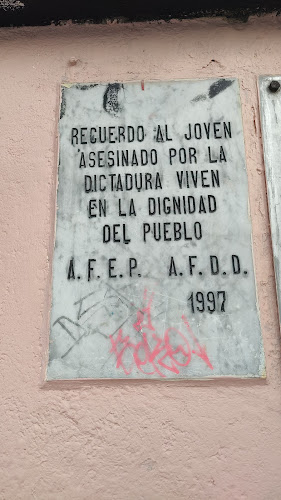 RECUERDO AL JOVEN
ASESINADO POR LA
DICTADURA VIVEN
EN LA DIGNIDAD
DEL PUEBLO
A.F.E.P. A.F.D.D.
1997